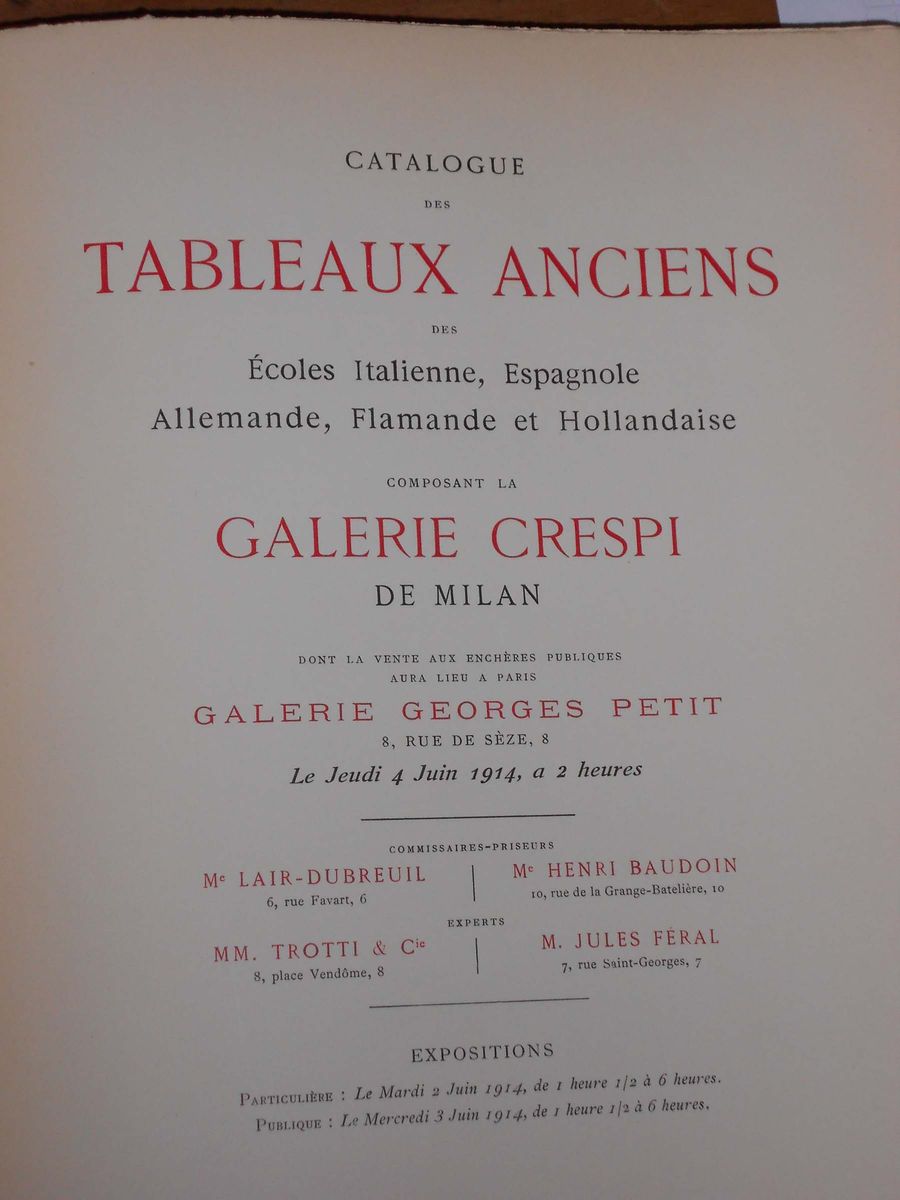 CATALOGUE
DES
TABLEAUX ANCIENS
DES
Écoles Italienne, Espagnole
Allemande, Flamande et Hollandaise
COMPOSANT LA
GALERIE CRESPI
DE MILAN
DONT LA VENTE AUX ENCHÈRES PUBLIQUES
AURA LIEU A PARIS
GALERIE GEORGES PETIT
8, RUE DE SÈZE, 8
Le Jeudi 4 Juin 1914, a 2 heures
COMMISSAIRES-PRISEURS
Me LAIR-DUBREUIL
6, rue Favart, 6
Me HENRI BAUDOIN
10, rue de la Grange-Batelière, 10
EXPERTS
MM. TROTTI & Cie
8, place Vendôme, 8
M. JULES FÉRAL
7, rue Saint-Georges, 7
EXPOSITIONS
PARTICULIÈRE : Le Mardi 2 Juin 1914, de 1 heure 1/2 à 6 heures.
PUBLIQUE : Le Mercredi 3 Juin 1914, de 1 heure 1/2 à 6 heures.